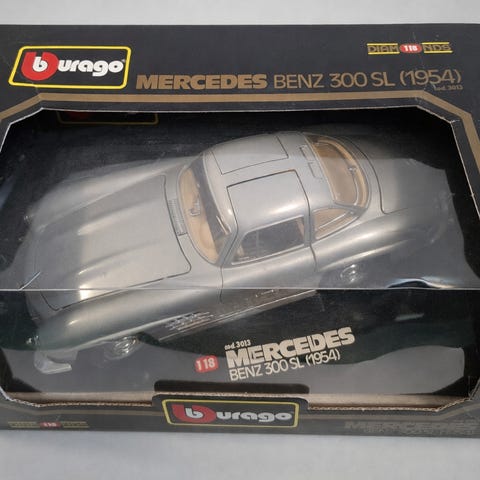 burago
DIAMONDS
1:18
MERCEDES BENZ 300 SL (1954)
cod. 3013
cod. 3013
1:18 MERCEDES
BENZ 300 SL (1954)
burago
MERCEDES